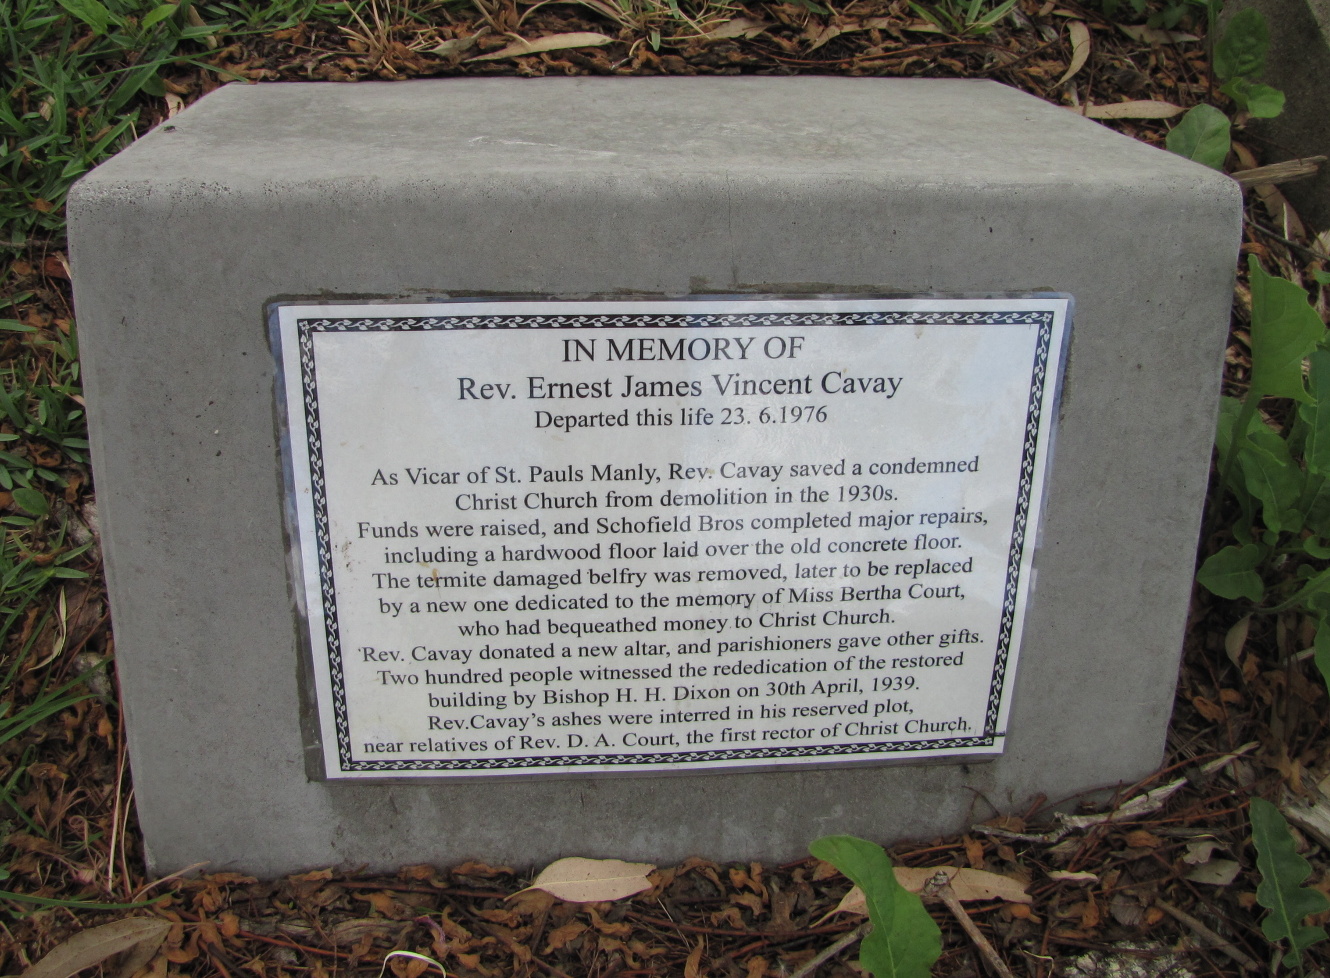 IN MEMORY OF
Rev. Ernest James Vincent Cavay
Departed this life 23. 6.1976
As Vicar of St. Pauls Manly, Rev. Cavay saved a condemned
Christ Church from demolition in the 1930s.
Funds were raised, and Schofield Bros completed major repairs,
including a hardwood floor laid over the old concrete floor.
The termite damaged belfry was removed, later to be replaced
by a new one dedicated to the memory of Miss Bertha Court,
who had bequeathed money to Christ Church.
Rev. Cavay donated a new altar, and parishioners gave other gifts.
Two hundred people witnessed the rededication of the restored
building by Bishop H. H. Dixon on 30th April, 1939.
Rev.Cavay's ashes were interred in his reserved plot,
near relatives of Rev. D. A. Court, the first rector of Christ Church.